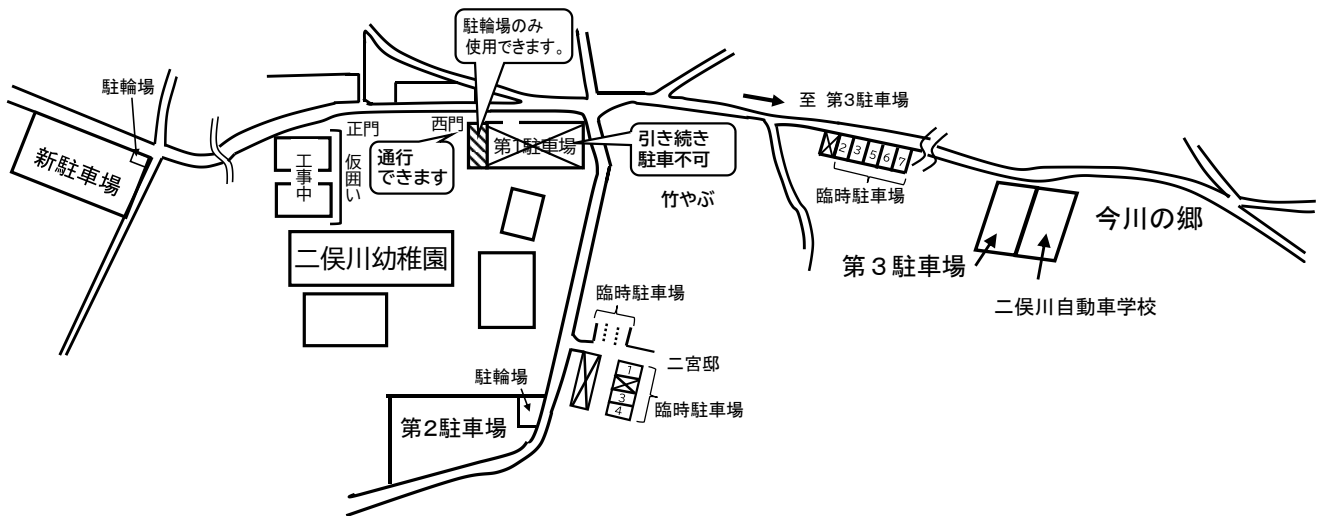 駐輪場のみ
使用できます。
駐輪場
至 第3駐車場
正門
西門
第1駐車場
引き続き
駐車不可
通行
できます
新駐車場
工事中
仮囲い
2
3
5
6
7
臨時駐車場
竹やぶ
今川の郷
二俣川幼稚園
第3駐車場
二俣川自動車学校
臨時駐車場
二宮邸
1
3
4
臨時駐車場
駐輪場
第2駐車場